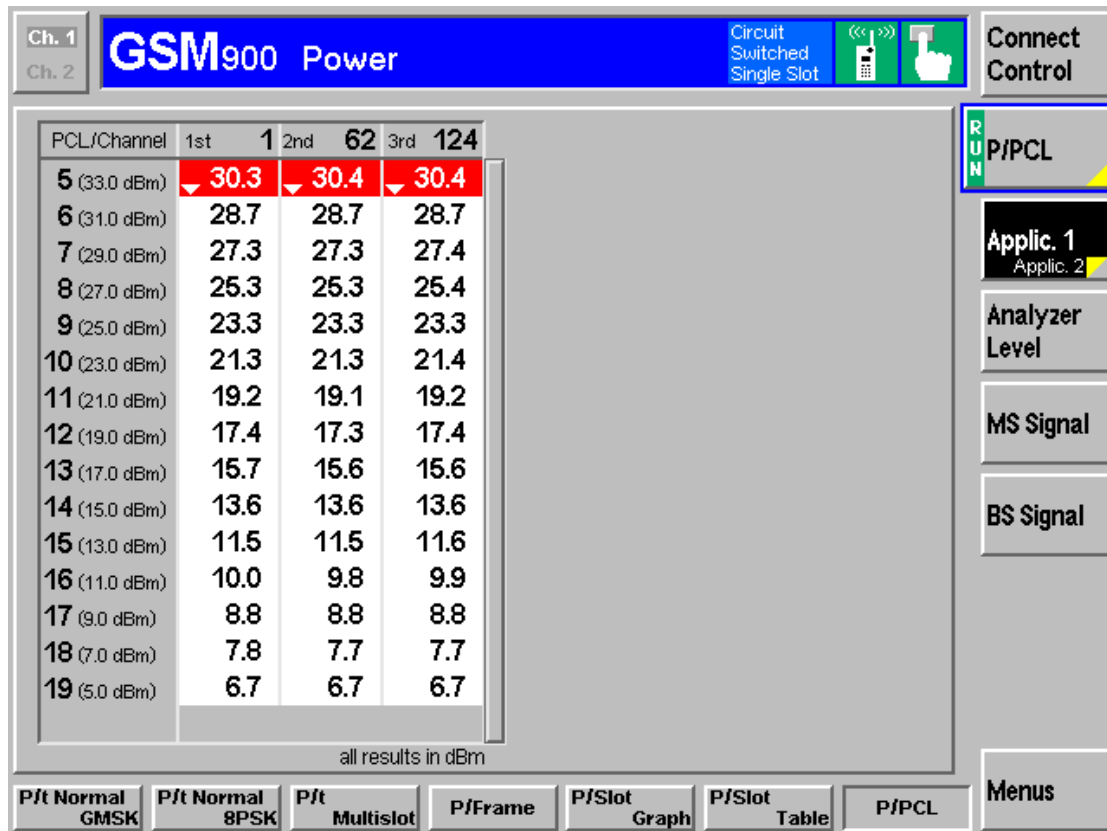 Ch. 1
Ch. 2
GSM900 Power
Circuit
Switched
Single Slot
Connect
Control
PCL/Channel 1st 1 2nd 62 3rd 124
5 (33.0 dBm) 30.3 30.4 30.4
6 (31.0 dBm) 28.7 28.7 28.7
7 (29.0 dBm) 27.3 27.3 27.4
8 (27.0 dBm) 25.3 25.3 25.4
9 (25.0 dBm) 23.3 23.3 23.3
10 (23.0 dBm) 21.3 21.3 21.4
11 (21.0 dBm) 19.2 19.1 19.2
12 (19.0 dBm) 17.4 17.3 17.4
13 (17.0 dBm) 15.7 15.6 15.6
14 (15.0 dBm) 13.6 13.6 13.6
15 (13.0 dBm) 11.5 11.5 11.6
16 (11.0 dBm) 10.0 9.8 9.9
17 (9.0 dBm) 8.8 8.8 8.8
18 (7.0 dBm) 7.8 7.7 7.7
19 (5.0 dBm) 6.7 6.7 6.7
all results in dBm
RUN
P/PCL
Applic. 1
Applic. 2
Analyzer
Level
MS Signal
BS Signal
Menus
P/t Normal
GMSK
P/t Normal
8PSK
P/t
Multislot
P/Frame
P/Slot
Graph
P/Slot
Table
P/PCL